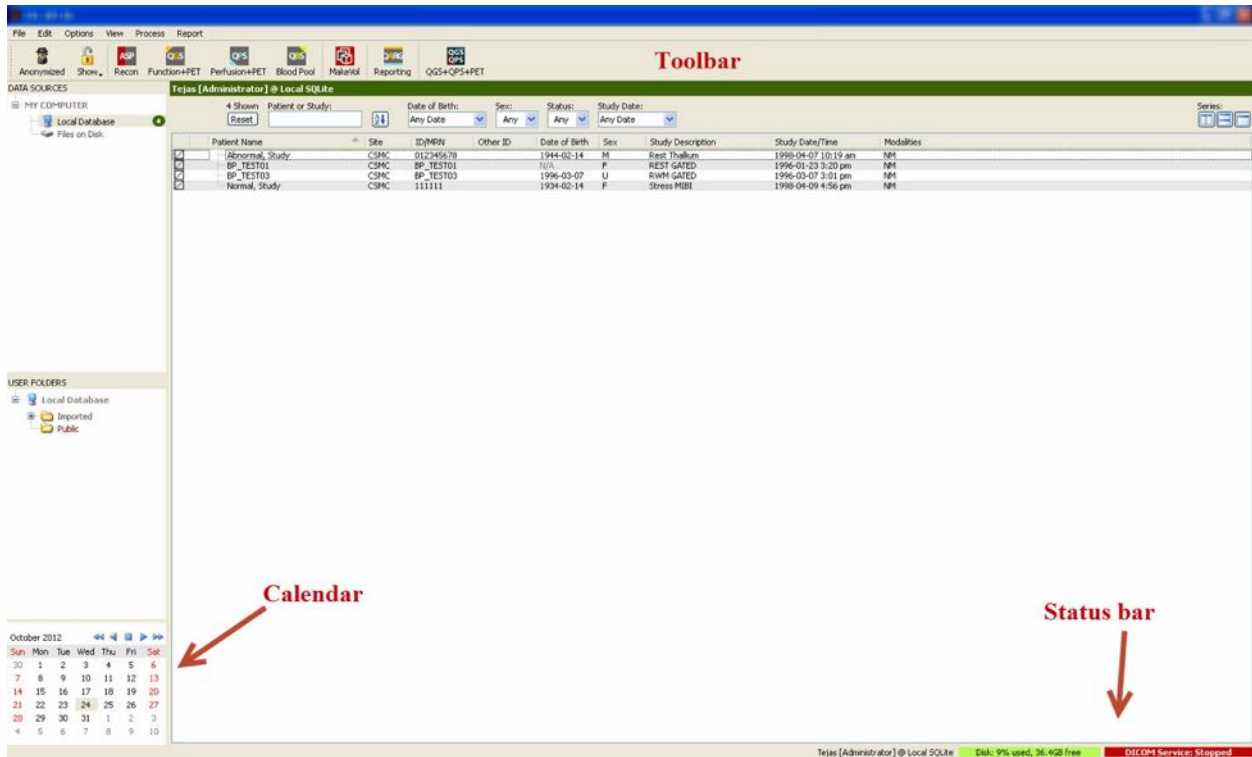 File Edit Options View Process Report
Toolbar
Anonymized Show Recon Function+PET Perfusion+PET Blood Pool MakeVol Reporting QGS+QPS+PET
DATA SOURCES
MY COMPUTER
Local Database 4
Files on Disk
Tejas [Administrator] @ Local SQLite
4 Shown Patient or Study: Date of Birth: Sex: Status: Study Date: Series:
Reset Any Date Any Any Any Date
Patient Name Site ID/MRN Other ID Date of Birth Sex Study Description Study Date/Time Modalities
Abnormal, Study CSMC 012345678 1944-02-14 M Rest Thallium 1998-04-07 10:19 am NM
BP_TEST01 CSMC BP_TEST01 N/A F REST GATED 1996-01-23 3:20 pm NM
BP_TEST03 CSMC BP_TEST03 1996-03-07 U RWM GATED 1996-03-07 3:01 pm NM
Normal, Study CSMC 111111 1934-02-14 F Stress MIBI 1998-04-09 4:56 pm NM
USER FOLDERS
Local Database
Imported
Public
Calendar
Status bar
October 2012
Sun Mon Tue Wed Thu Fri Sat
30 1 2 3 4 5 6
7 8 9 10 11 12 13
14 15 16 17 18 19 20
21 22 23 24 25 26 27
28 29 30 31 1 2 3
4 5 6 7 8 9 10
Tejas [Administrator] @ Local SQLite Disk: 9% used, 36.4GB free DICOM Service: Stopped